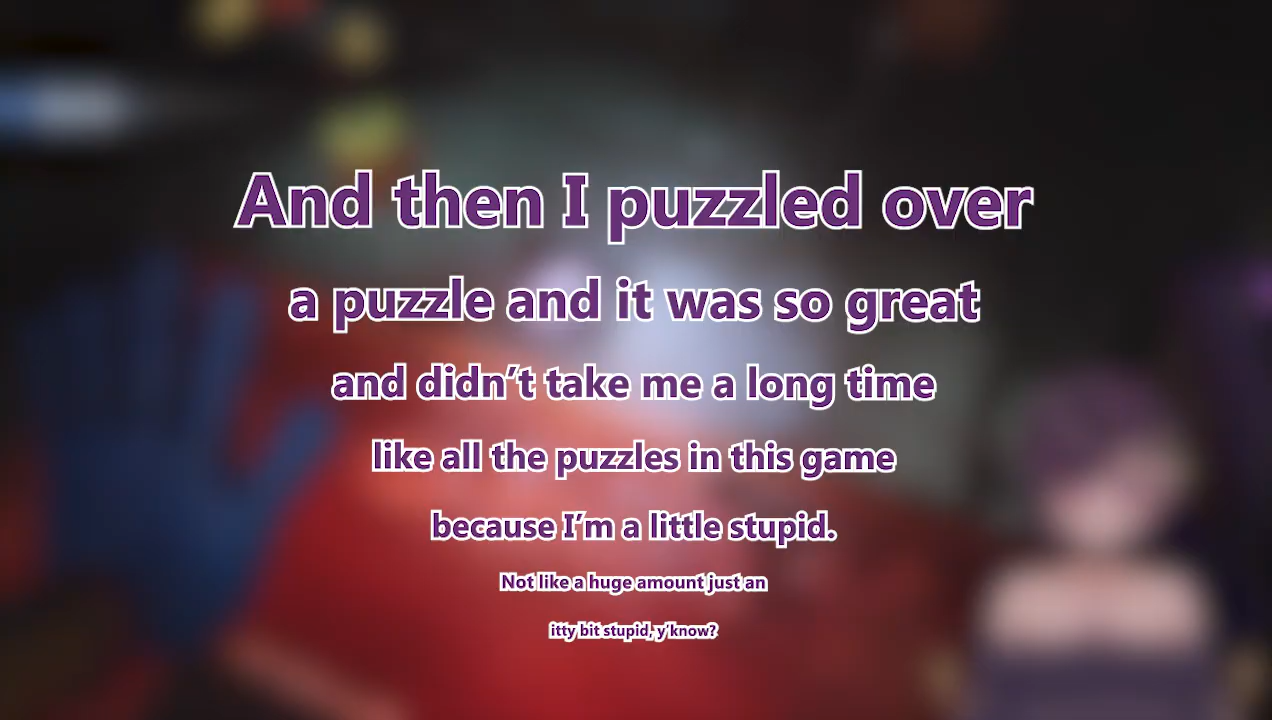 And then I puzzled over
a puzzle and it was so great
and didn't take me a long time
like all the puzzles in this game
because I'm a little stupid.
Not like a huge amount just an
itty bit stupid, y'know?